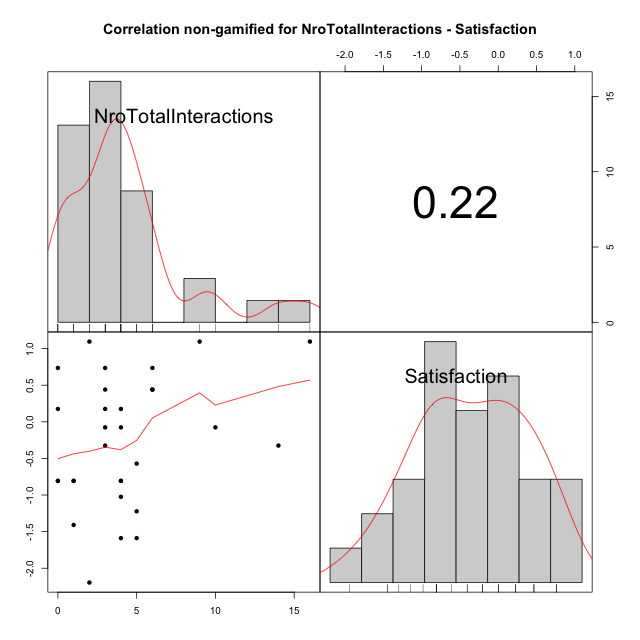 Correlation non-gamified for NroTotalInteractions - Satisfaction
-2.0 -1.5 -1.0 -0.5 0.0 0.5 1.0
NroTotalInteractions
0.22
15
10
5
0
1.0
0.5
0.0
-0.5
-1.0
-1.5
-2.0
Satisfaction
0 5 10 15